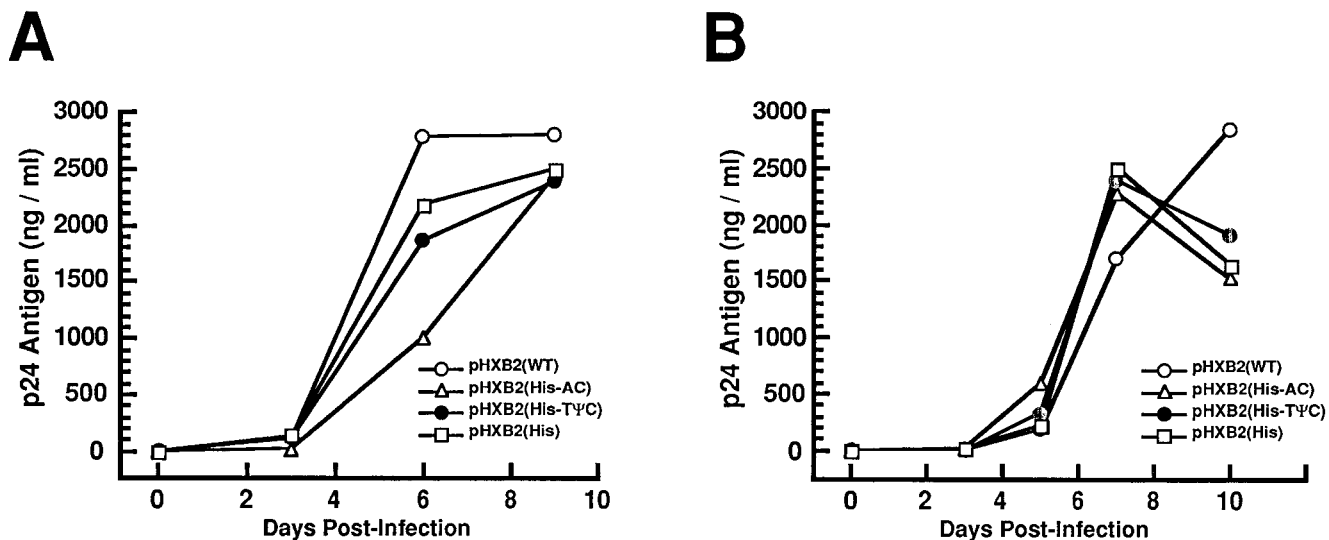 A
3000
2500
2000
1500
1000
500
0
p24 Antigen (ng / ml)
0 2 4 6 8 10
Days Post-Infection
pHXB2(WT)
pHXB2(His-AC)
pHXB2(His-TΨC)
pHXB2(His)
B
3000
2500
2000
1500
1000
500
0
p24 Antigen (ng / ml)
0 2 4 6 8 10
Days Post-Infection
pHXB2(WT)
pHXB2(His-AC)
pHXB2(His-TΨC)
pHXB2(His)